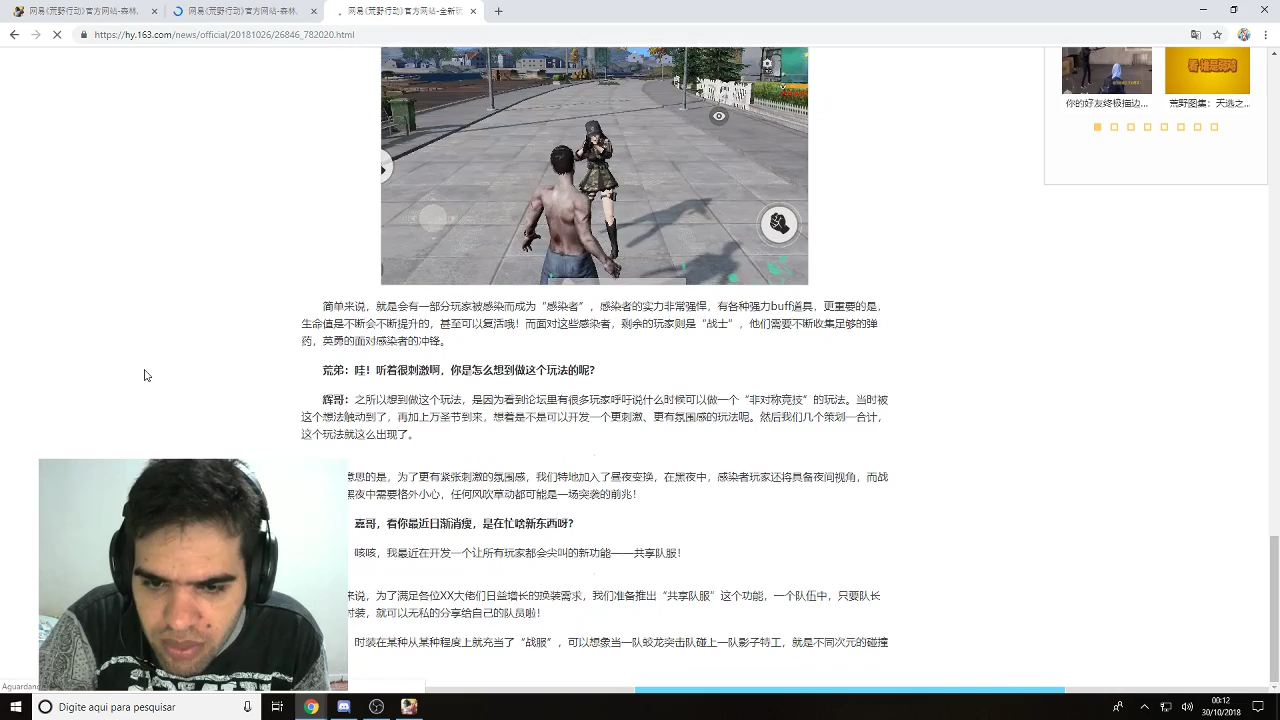 网易《荒野行动》官方网站-森林
网易《荒野行动》官方网站-森林
网易《荒野行动》官方网站-全新玩
https://hy.163.com/news/official/20181026/26846_782020.html
你的好友终极描边...
荒野图集：天选之...
简单来说，就是会有一部分玩家被感染而成为“感染者”，感染者的实力非常强悍，有各种强力buff道具，更重要的是，
生命值是不断会不断提升的，甚至可以复活哦！而面对这些感染者，剩余的玩家则是“战士”，他们需要不断收集足够的弹
药，英勇的面对感染者的冲锋。
荒弟：哇！听着很刺激啊，你是怎么想到做这个玩法的呢？
辉哥：之所以想到做这个玩法，是因为看到论坛里有很多玩家呼吁说什么时候可以做一个“非对称竞技”的玩法。当时被
这个想法触动到了，再加上万圣节到来，想着是不是可以开发一个更刺激、更有氛围感的玩法呢。然后我们几个策划一合计，
这个玩法就这么出现了。
意思的是，为了更有紧张刺激的氛围感，我们特地加入了昼夜变换，在黑夜中，感染者玩家还将具备夜间视角，而战
黑夜中需要格外小心，任何风吹草动都可能是一场突袭的前兆！
嘉哥，看你最近日渐消瘦，是在忙啥新东西呀？
咳咳，我最近在开发一个让所有玩家都会尖叫的新功能——共享队服！
来说，为了满足各位XX大佬们日益增长的换装需求，我们准备推出“共享队服”这个功能，一个队伍中，只要队长
时装，就可以无私的分享给自己的队员啦！
时装在某种从某种程度上就充当了“战服”，可以想象当一队蛟龙突击队碰上一队影子特工，就是不同次元的碰撞
Aguardan
Digite aqui para pesquisar
00:12
30/10/2018